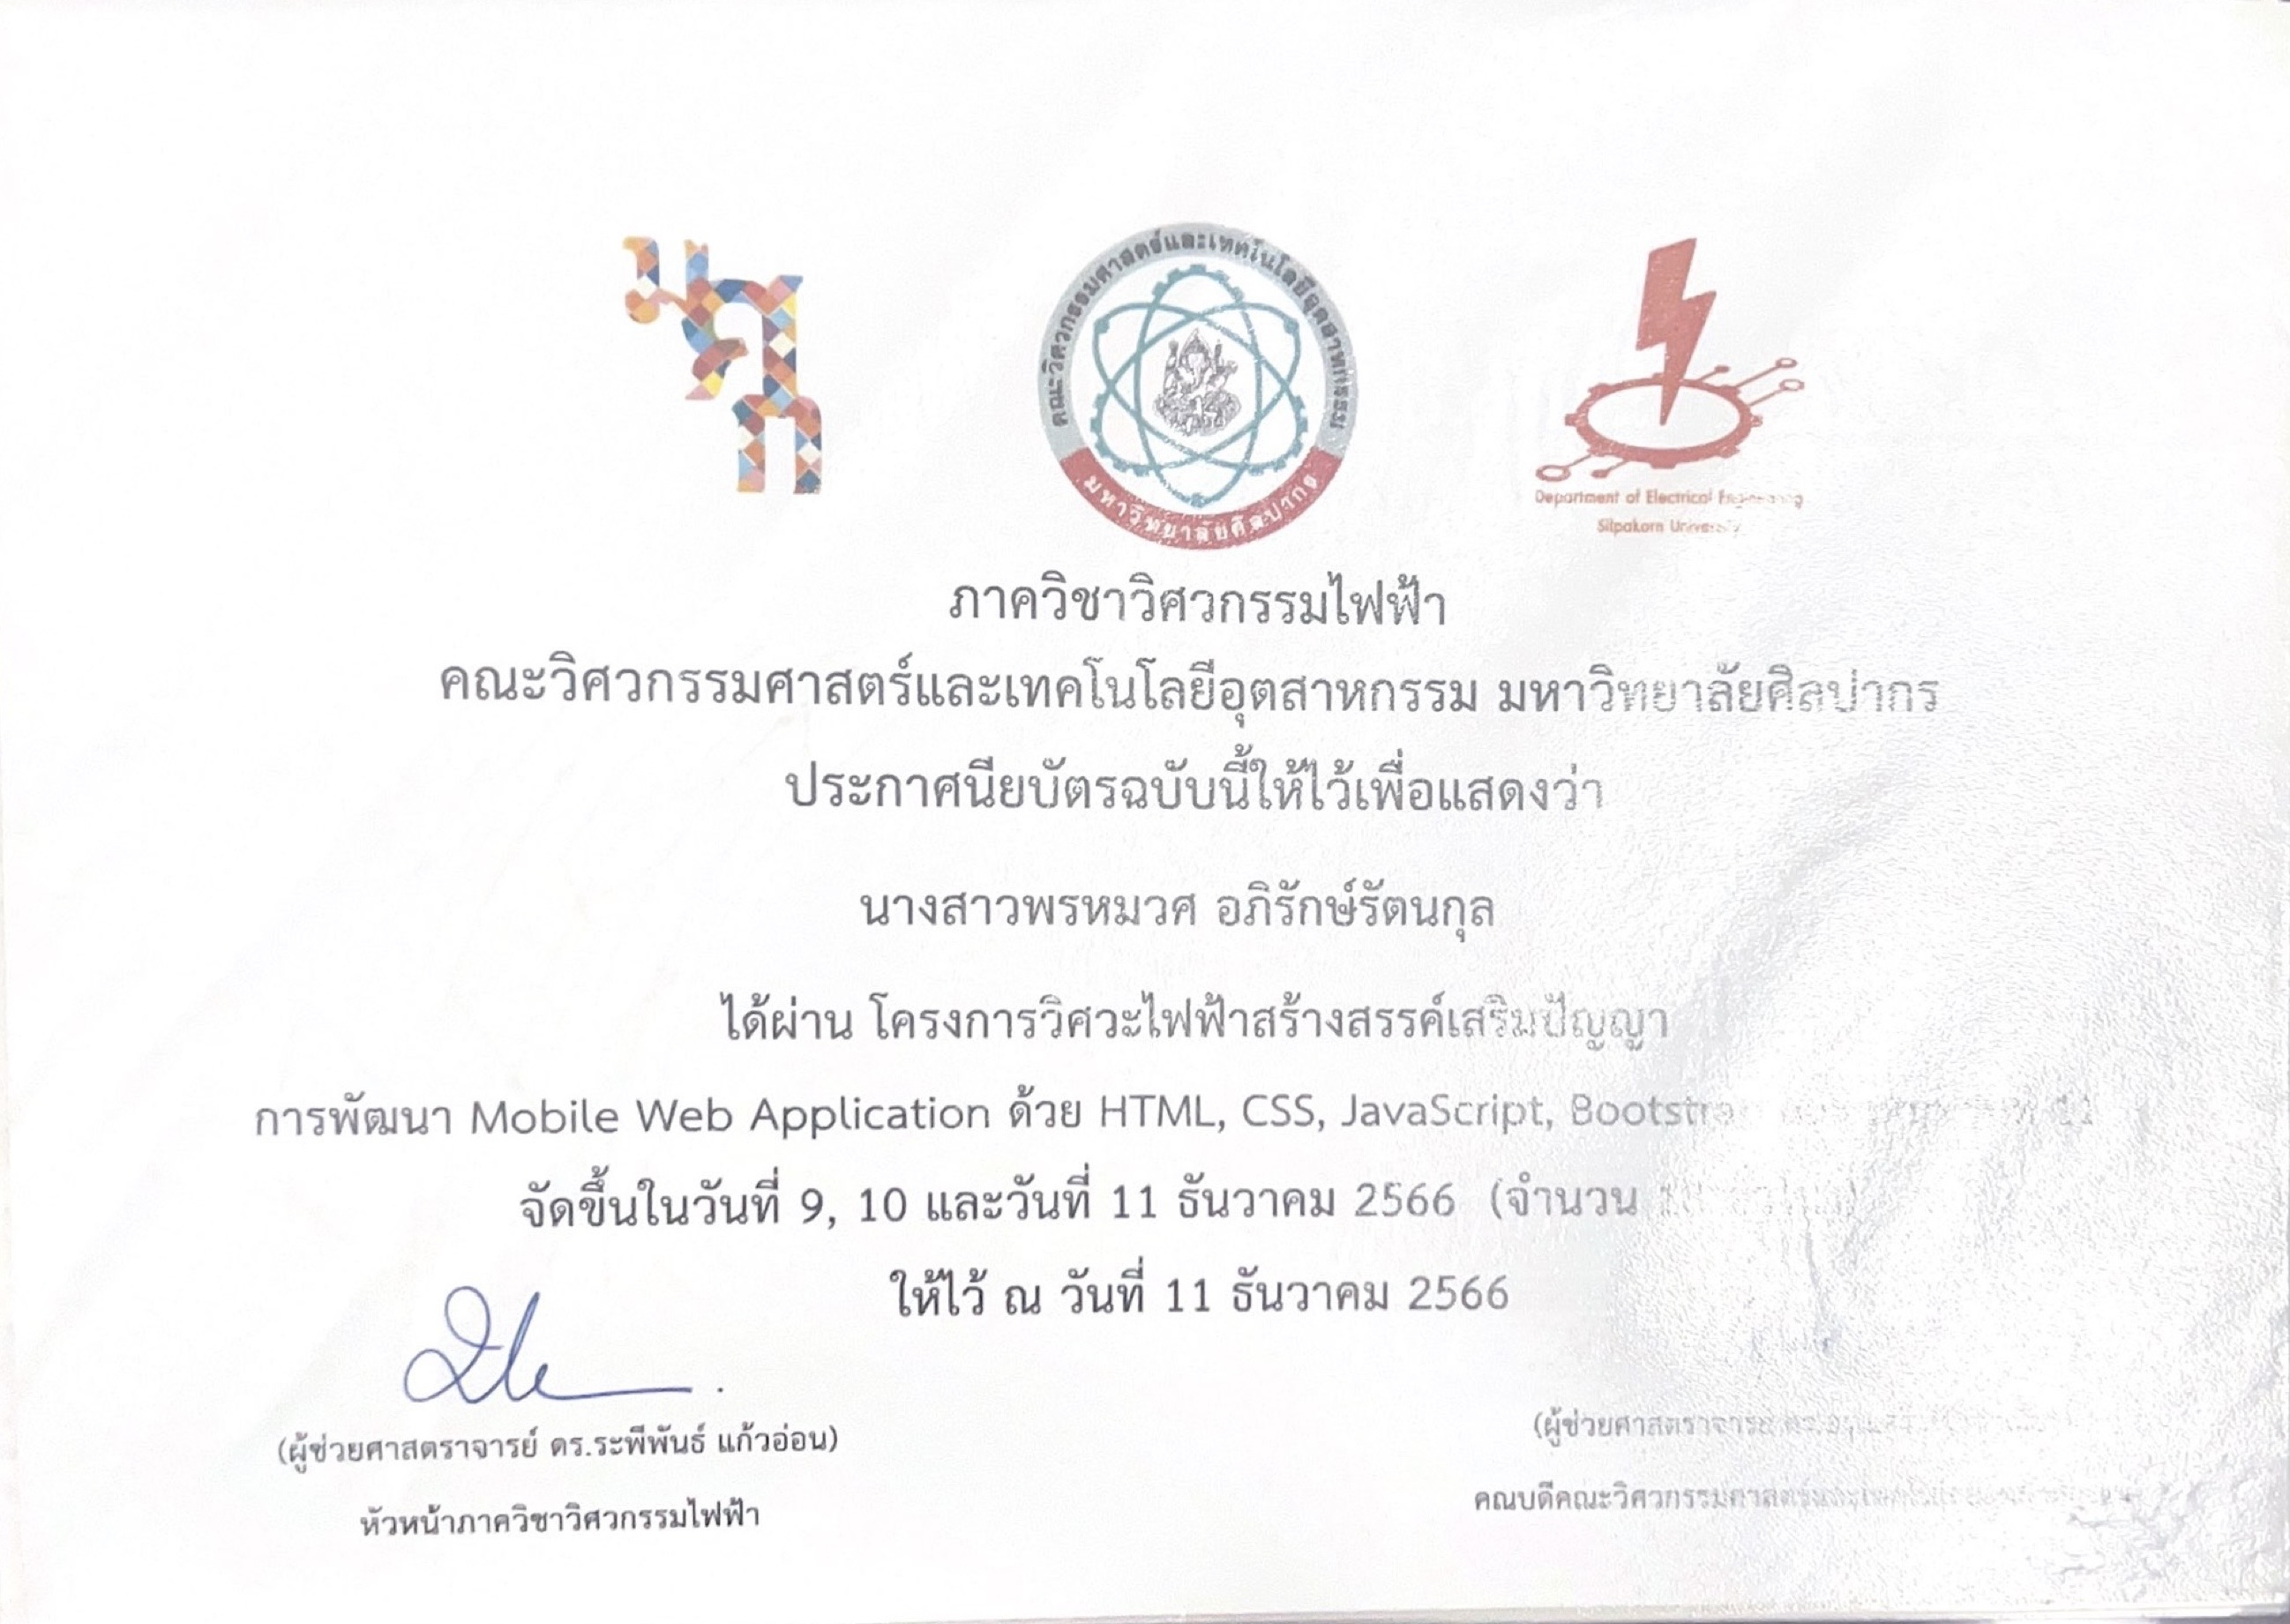 มศก
คณะวิศวกรรมศาสตร์และเทคโนโลยีอุตสาหกรรม
มหาวิทยาลัยศิลปากร
Department of Electrical Engineering
Silpakorn University
ภาควิชาวิศวกรรมไฟฟ้า
คณะวิศวกรรมศาสตร์และเทคโนโลยีอุตสาหกรรม มหาวิทยาลัยศิลปากร
ประกาศนียบัตรฉบับนี้ให้ไว้เพื่อแสดงว่า
นางสาวพรหมวศ อภิรักษ์รัตนกุล
ได้ผ่าน โครงการวิศวะไฟฟ้าสร้างสรรค์เสริมปัญญา
การพัฒนา Mobile Web Application ด้วย HTML, CSS, JavaScript,
จัดขึ้นในวันที่ 9, 10 และวันที่ 11 ธันวาคม 2566 (จำนวน
ให้ไว้ ณ วันที่ 11 ธันวาคม 2566
(ผู้ช่วยศาสตราจารย์ ดร.ระพีพันธ์ แก้วอ่อน)
หัวหน้าภาควิชาวิศวกรรมไฟฟ้า
(ผู้ช่วยศาสตราจารย์
คณบดีคณะวิศวกรรมศาสตร์และเทคโนโลยีอุตสาหกรรม